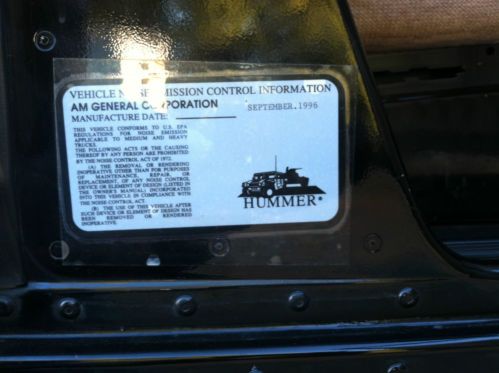 VEHICLE NOISE EMISSION CONTROL INFORMATION
AM GENERAL CORPORATION
SEPTEMBER, 1996
MANUFACTURE DATE:
THIS VEHICLE CONFORMS TO U.S. EPA
REGULATIONS FOR NOISE EMISSION
APPLICABLE TO MEDIUM AND HEAVY
TRUCKS.
THE FOLLOWING ACTS OR THE CAUSING
THEREOF BY ANY PERSON ARE PROHIBITED
BY THE NOISE CONTROL ACT OF 1972.
(A) THE REMOVAL OR RENDERING
INOPERATIVE OTHER THAN FOR PURPOSES
OF MAINTENANCE, REPAIR, OR
REPLACEMENT, OF ANY NOISE CONTROL
DEVICE OR ELEMENT OF DESIGN (LISTED IN
THE OWNER'S MANUAL) INCORPORATED
INTO THIS VEHICLE IN COMPLIANCE WITH
THE NOISE CONTROL ACT.
(B) THE USE OF THIS VEHICLE AFTER
SUCH DEVICE OR ELEMENT OF DESIGN HAS
BEEN REMOVED OR RENDERED
INOPERATIVE.
HUMMER